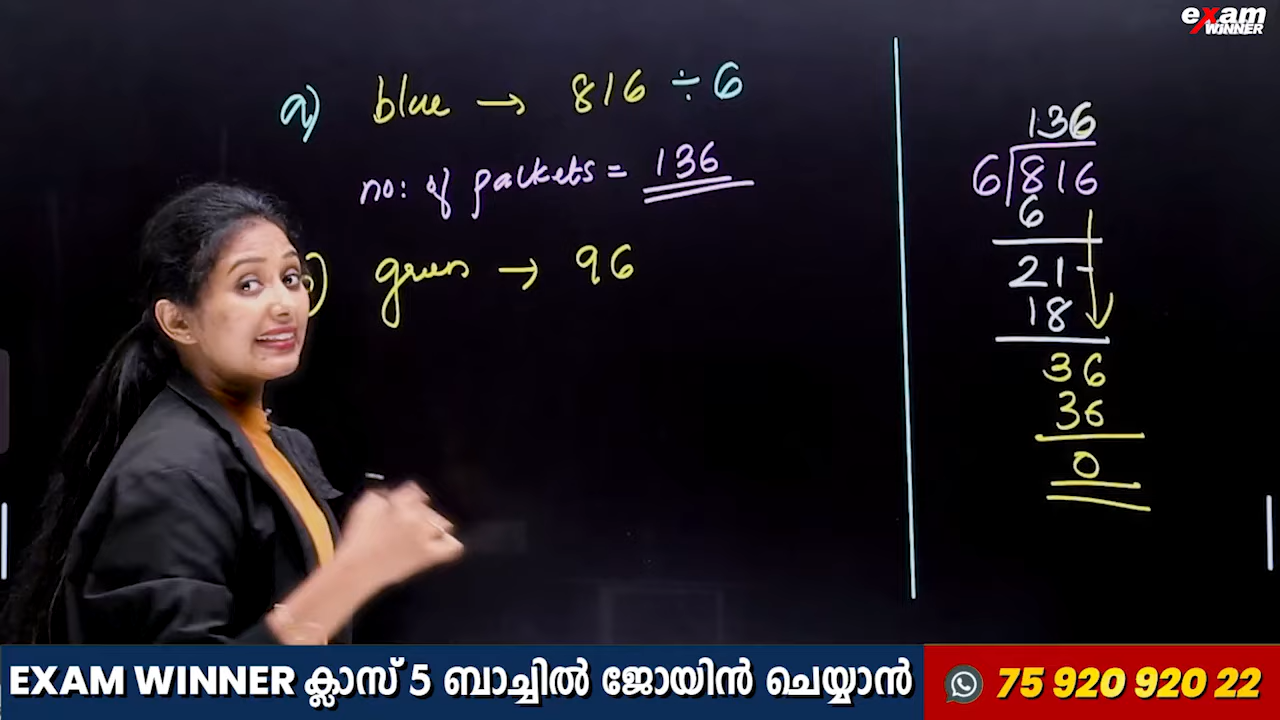 exam
WINNER
a) blue → 816 ÷ 6
no: of packets = 136
) green → 96
136
6)816
6
21
18
36
36
0
EXAM WINNER ക്ലാസ് 5 ബാച്ചിൽ ജോയിൻ ചെയ്യാൻ
75 920 920 22